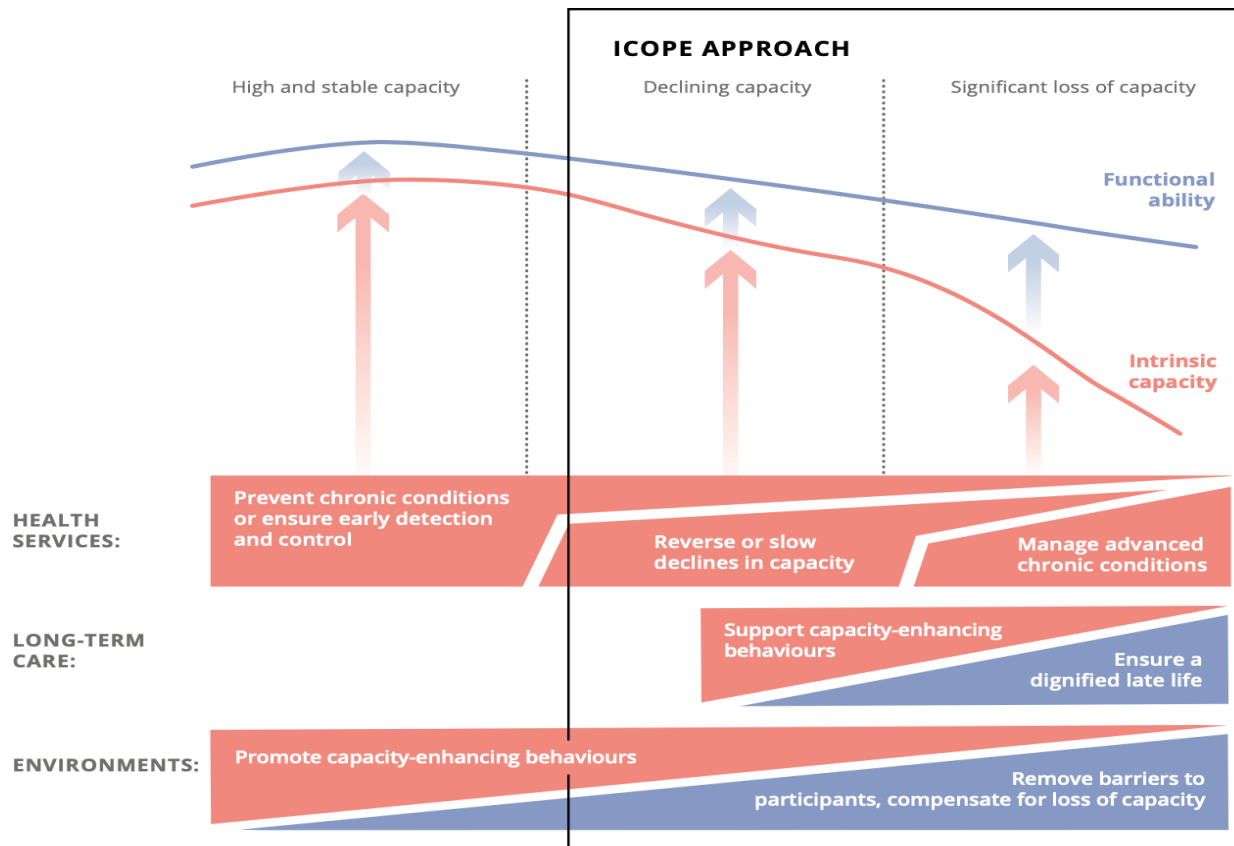 ICOPE APPROACH
High and stable capacity
Declining capacity
Significant loss of capacity
Functional
ability
Intrinsic
capacity
HEALTH
SERVICES:
Prevent chronic conditions
or ensure early detection
and control
Reverse or slow
declines in capacity
Manage advanced
chronic conditions
LONG-TERM
CARE:
Support capacity-enhancing
behaviours
Ensure a
dignified late life
ENVIRONMENTS:
Promote capacity-enhancing behaviours
Remove barriers to
participants, compensate for loss of capacity